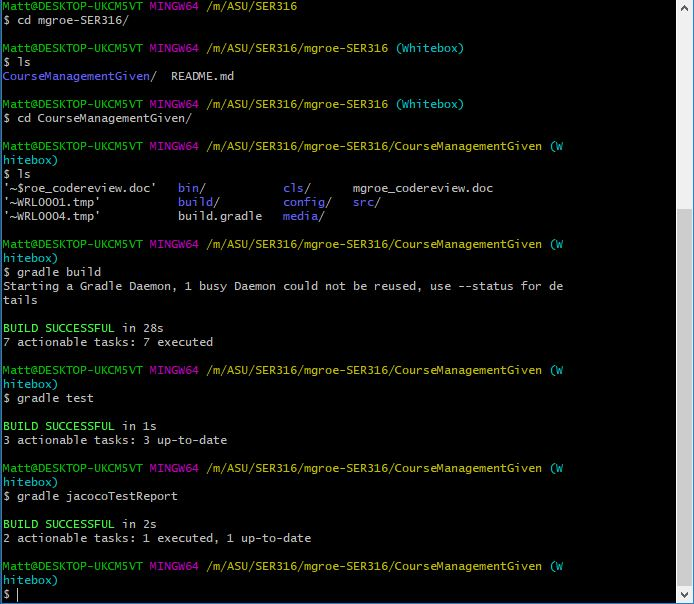 Matt@DESKTOP-UKCM5VT MINGW64 /m/ASU/SER316
$ cd mgroe-SER316/
Matt@DESKTOP-UKCM5VT MINGW64 /m/ASU/SER316/mgroe-SER316 (Whitebox)
$ ls
CourseManagementGiven/  README.md
Matt@DESKTOP-UKCM5VT MINGW64 /m/ASU/SER316/mgroe-SER316 (Whitebox)
$ cd CourseManagementGiven/
Matt@DESKTOP-UKCM5VT MINGW64 /m/ASU/SER316/mgroe-SER316/CourseManagementGiven (W
hitebox)
$ ls
'~$roe_codereview.doc'   bin/           cls/      mgroe_codereview.doc
'~WRL0001.tmp'           build/         config/   src/
'~WRL0004.tmp'           build.gradle   media/
Matt@DESKTOP-UKCM5VT MINGW64 /m/ASU/SER316/mgroe-SER316/CourseManagementGiven (W
hitebox)
$ gradle build
Starting a Gradle Daemon, 1 busy Daemon could not be reused, use --status for de
tails
BUILD SUCCESSFUL in 28s
7 actionable tasks: 7 executed
Matt@DESKTOP-UKCM5VT MINGW64 /m/ASU/SER316/mgroe-SER316/CourseManagementGiven (W
hitebox)
$ gradle test
BUILD SUCCESSFUL in 1s
3 actionable tasks: 3 up-to-date
Matt@DESKTOP-UKCM5VT MINGW64 /m/ASU/SER316/mgroe-SER316/CourseManagementGiven (W
hitebox)
$ gradle jacocoTestReport
BUILD SUCCESSFUL in 2s
2 actionable tasks: 1 executed, 1 up-to-date
Matt@DESKTOP-UKCM5VT MINGW64 /m/ASU/SER316/mgroe-SER316/CourseManagementGiven (W
hitebox)
$